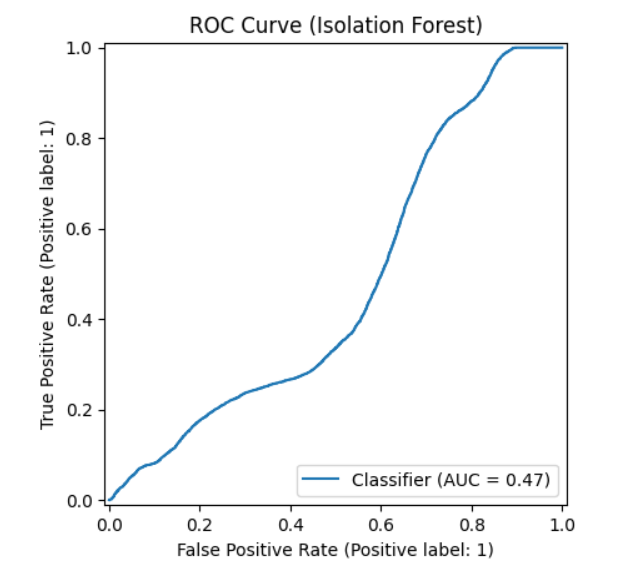 ROC Curve (Isolation Forest)
1.0
0.8
0.6
0.4
0.2
0.0
True Positive Rate (Positive label: 1)
Classifier (AUC = 0.47)
0.0 0.2 0.4 0.6 0.8 1.0
False Positive Rate (Positive label: 1)